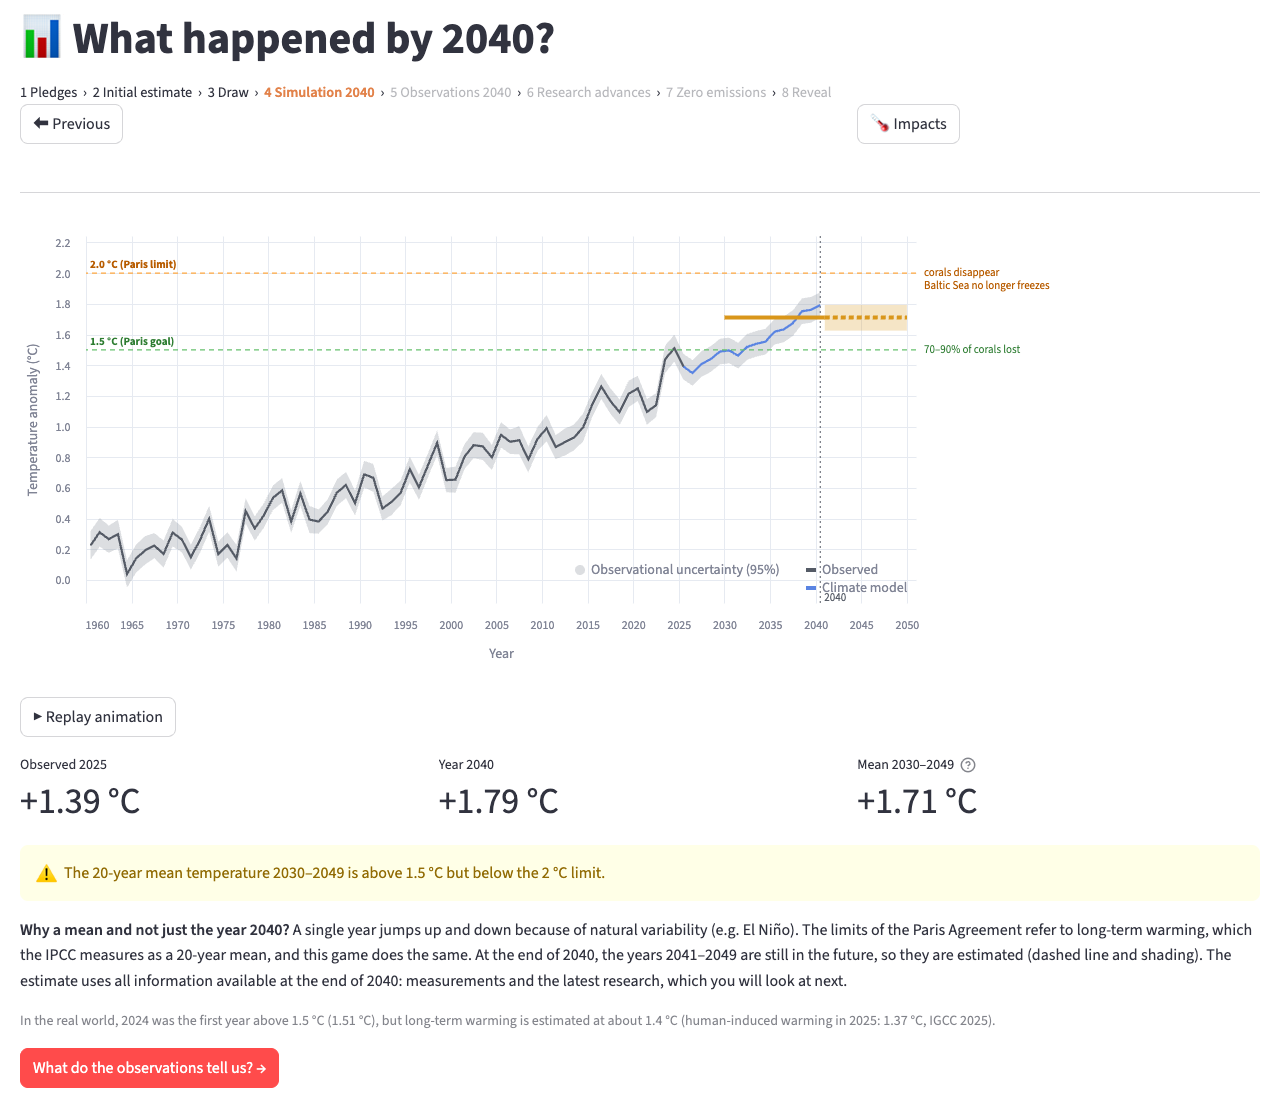 What happened by 2040?
1 Pledges › 2 Initial estimate › 3 Draw › 4 Simulation 2040 › 5 Observations 2040 › 6 Research advances › 7 Zero emissions › 8 Reveal
Previous
Impacts
2.2
2.0
1.8
1.6
1.4
1.2
1.0
0.8
0.6
0.4
0.2
0.0
Temperature anomaly (°C)
2.0 °C (Paris limit)
1.5 °C (Paris goal)
corals disappear
Baltic Sea no longer freezes
70–90% of corals lost
Observational uncertainty (95%)
Observed
Climate model
2040
1960 1965 1970 1975 1980 1985 1990 1995 2000 2005 2010 2015 2020 2025 2030 2035 2040 2045 2050
Year
Replay animation
Observed 2025
+1.39 °C
Year 2040
+1.79 °C
Mean 2030–2049
+1.71 °C
The 20-year mean temperature 2030–2049 is above 1.5 °C but below the 2 °C limit.
Why a mean and not just the year 2040? A single year jumps up and down because of natural variability (e.g. El Niño). The limits of the Paris Agreement refer to long-term warming, which
the IPCC measures as a 20-year mean, and this game does the same. At the end of 2040, the years 2041–2049 are still in the future, so they are estimated (dashed line and shading). The
estimate uses all information available at the end of 2040: measurements and the latest research, which you will look at next.
In the real world, 2024 was the first year above 1.5 °C (1.51 °C), but long-term warming is estimated at about 1.4 °C (human-induced warming in 2025: 1.37 °C, IGCC 2025).
What do the observations tell us? →